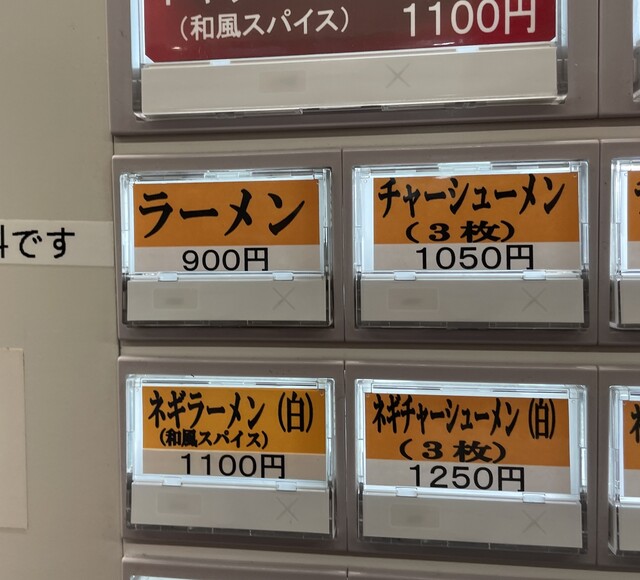 (和風スパイス)
1100円
ラーメン
900円
チャーシューメン
(3枚)
1050円
です
ネギラーメン(白)
(和風スパイス)
1100円
ネギチャーシューメン(白)
(3枚)
1250円